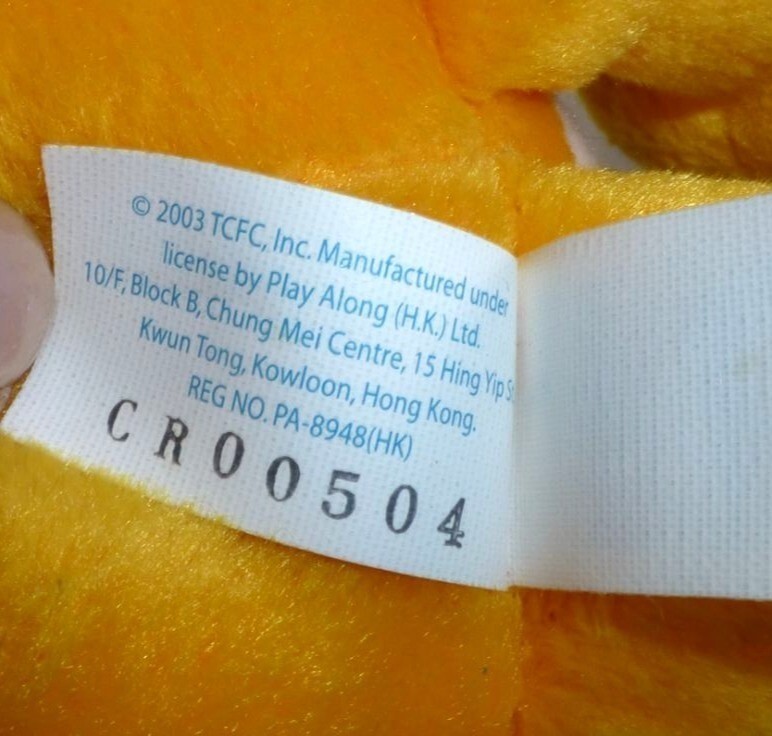 © 2003 TCFC, Inc. Manufactured under
license by Play Along (H.K.) Ltd.
10/F, Block B, Chung Mei Centre, 15 Hing Yip
Kwun Tong, Kowloon, Hong Kong.
REG NO. PA-8948(HK)
CR00504